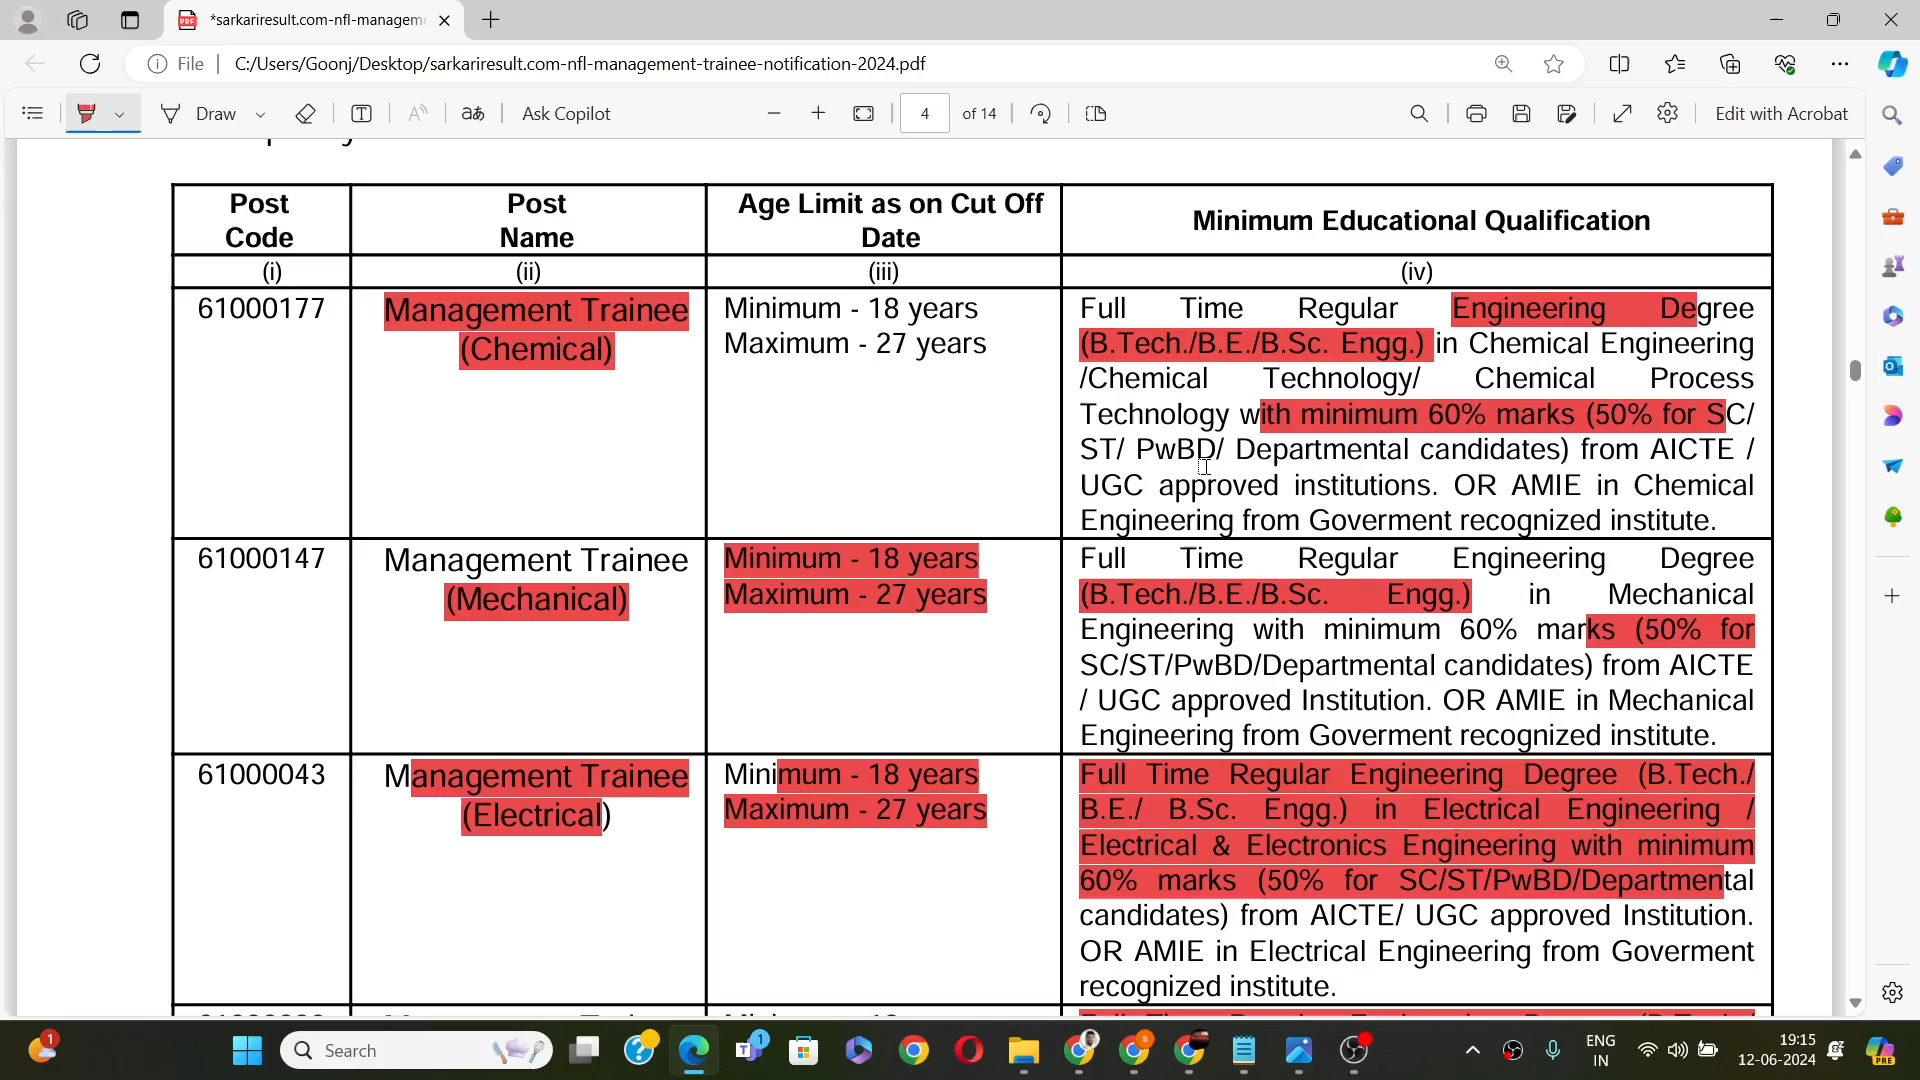 *sarkariresult.com-nfl-managem
File
C:/Users/Goonj/Desktop/sarkariresult.com-nfl-management-trainee-notification-2024.pdf
Draw
Ask Copilot
4
of 14
Edit with Acrobat
Post Code
Post Name
Age Limit as on Cut Off Date
Minimum Educational Qualification
(i)
(ii)
(iii)
(iv)
61000177
Management Trainee
(Chemical)
Minimum - 18 years
Maximum - 27 years
Full Time Regular Engineering Degree
(B.Tech./B.E./B.Sc. Engg.) in Chemical Engineering
/Chemical Technology/ Chemical Process
Technology with minimum 60% marks (50% for SC/
ST/ PwBD/ Departmental candidates) from AICTE /
UGC approved institutions. OR AMIE in Chemical
Engineering from Goverment recognized institute.
61000147
Management Trainee
(Mechanical)
Minimum - 18 years
Maximum - 27 years
Full Time Regular Engineering Degree
(B.Tech./B.E./B.Sc. Engg.) in Mechanical
Engineering with minimum 60% marks (50% for
SC/ST/PwBD/Departmental candidates) from AICTE
/ UGC approved Institution. OR AMIE in Mechanical
Engineering from Goverment recognized institute.
61000043
Management Trainee
(Electrical)
Minimum - 18 years
Maximum - 27 years
Full Time Regular Engineering Degree (B.Tech./
B.E./ B.Sc. Engg.) in Electrical Engineering /
Electrical & Electronics Engineering with minimum
60% marks (50% for SC/ST/PwBD/Departmental
candidates) from AICTE/ UGC approved Institution.
OR AMIE in Electrical Engineering from Goverment
recognized institute.
Search
ENG
IN
19:15
12-06-2024